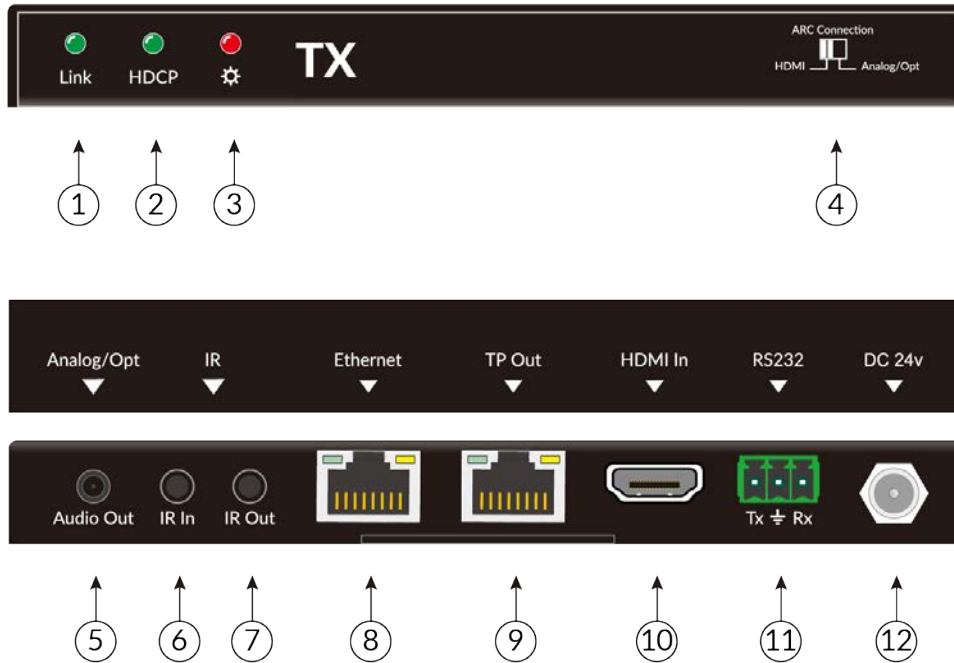 ARC Connection
HDMI Analog/Opt
Link HDCP TX
1 2 3 4
Analog/Opt IR Ethernet TP Out HDMI In RS232 DC 24v
Audio Out IR In IR Out Tx Rx
5 6 7 8 9 10 11 12